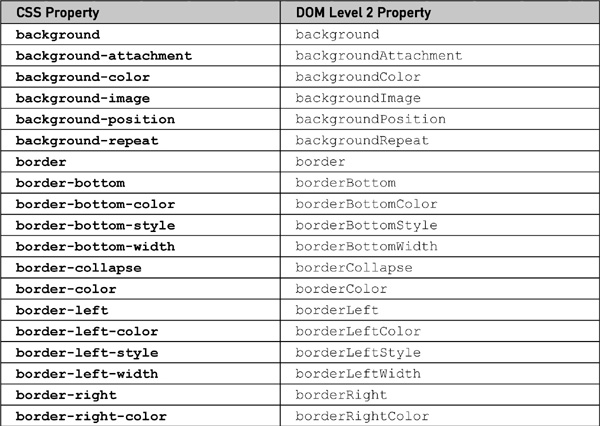 CSS Property DOM Level 2 Property
background background
background-attachment backgroundAttachment
background-color backgroundColor
background-image backgroundImage
background-position backgroundPosition
background-repeat backgroundRepeat
border border
border-bottom borderBottom
border-bottom-color borderBottomColor
border-bottom-style borderBottomStyle
border-bottom-width borderBottomWidth
border-collapse borderCollapse
border-color borderColor
border-left borderLeft
border-left-color borderLeftColor
border-left-style borderLeftStyle
border-left-width borderLeftWidth
border-right borderRight
border-right-color borderRightColor